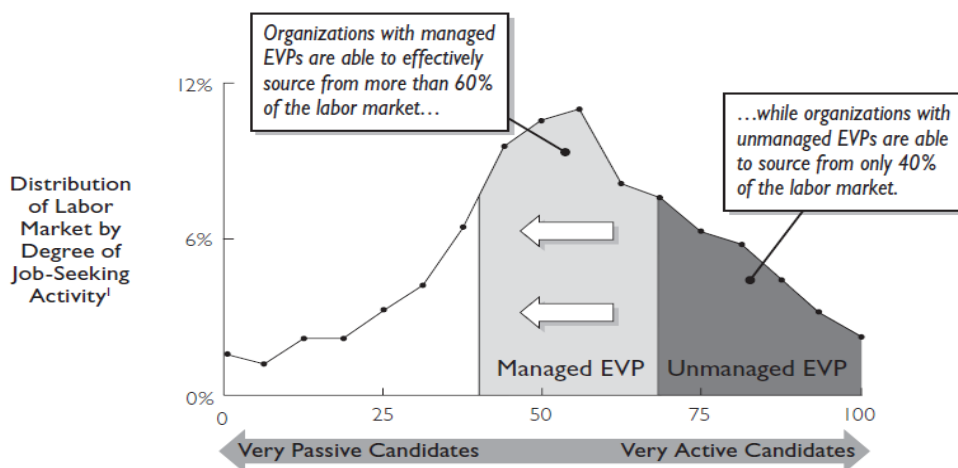 Organizations with managed
EVPs are able to effectively
source from more than 60%
of the labor market…
…while organizations with
unmanaged EVPs are able
to source from only 40%
of the labor market.
12%
6%
0%
Distribution
of Labor
Market by
Degree of
Job-Seeking
Activity¹
Managed EVP
Unmanaged EVP
0
25
50
75
100
Very Passive Candidates
Very Active Candidates